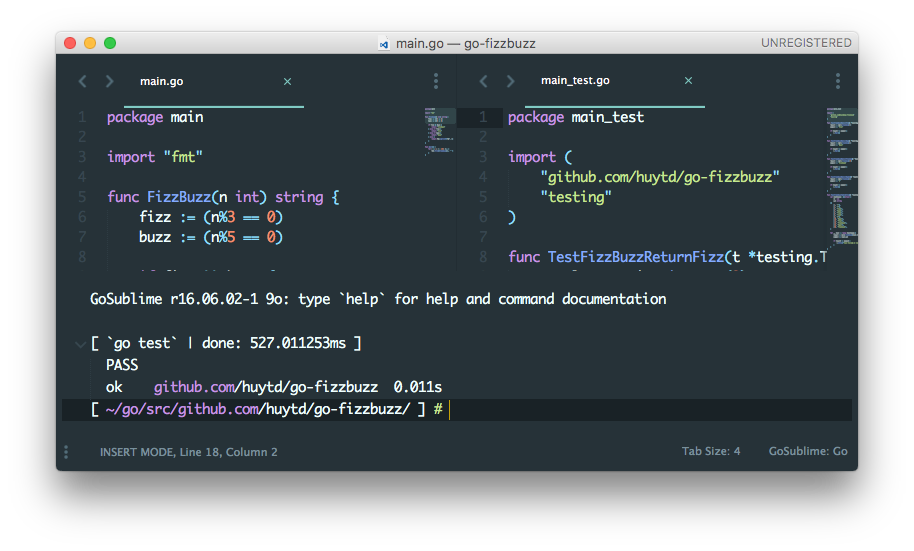 main.go — go-fizzbuzz
UNREGISTERED
main.go ×
1 package main
2
3 import "fmt"
4
5 func FizzBuzz(n int) string {
6 fizz := (n%3 == 0)
7 buzz := (n%5 == 0)
8
main_test.go ×
1 package main_test
2
3 import (
4 "github.com/huytd/go-fizzbuzz"
5 "testing"
6 )
7
8 func TestFizzBuzzReturnFizz(t *testing.T
GoSublime r16.06.02-1 9o: type `help` for help and command documentation
[ `go test` | done: 527.011253ms ]
PASS
ok github.com/huytd/go-fizzbuzz 0.011s
[ ~/go/src/github.com/huytd/go-fizzbuzz/ ] #
INSERT MODE, Line 18, Column 2
Tab Size: 4
GoSublime: Go